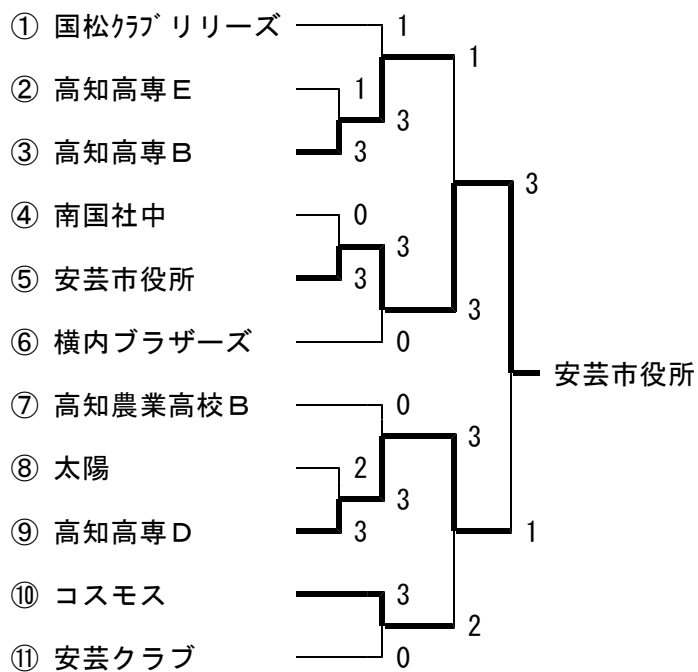 ① 国松ｸﾗﾌﾞリリーズ 1
1
② 高知高専Ｅ 1
3
③ 高知高専Ｂ 3
3
④ 南国社中 0
3
⑤ 安芸市役所 3
3
⑥ 横内ブラザーズ 0
安芸市役所
⑦ 高知農業高校Ｂ 0
3
⑧ 太陽 2
3
⑨ 高知高専Ｄ 3
1
⑩ コスモス 3
2
⑪ 安芸クラブ 0